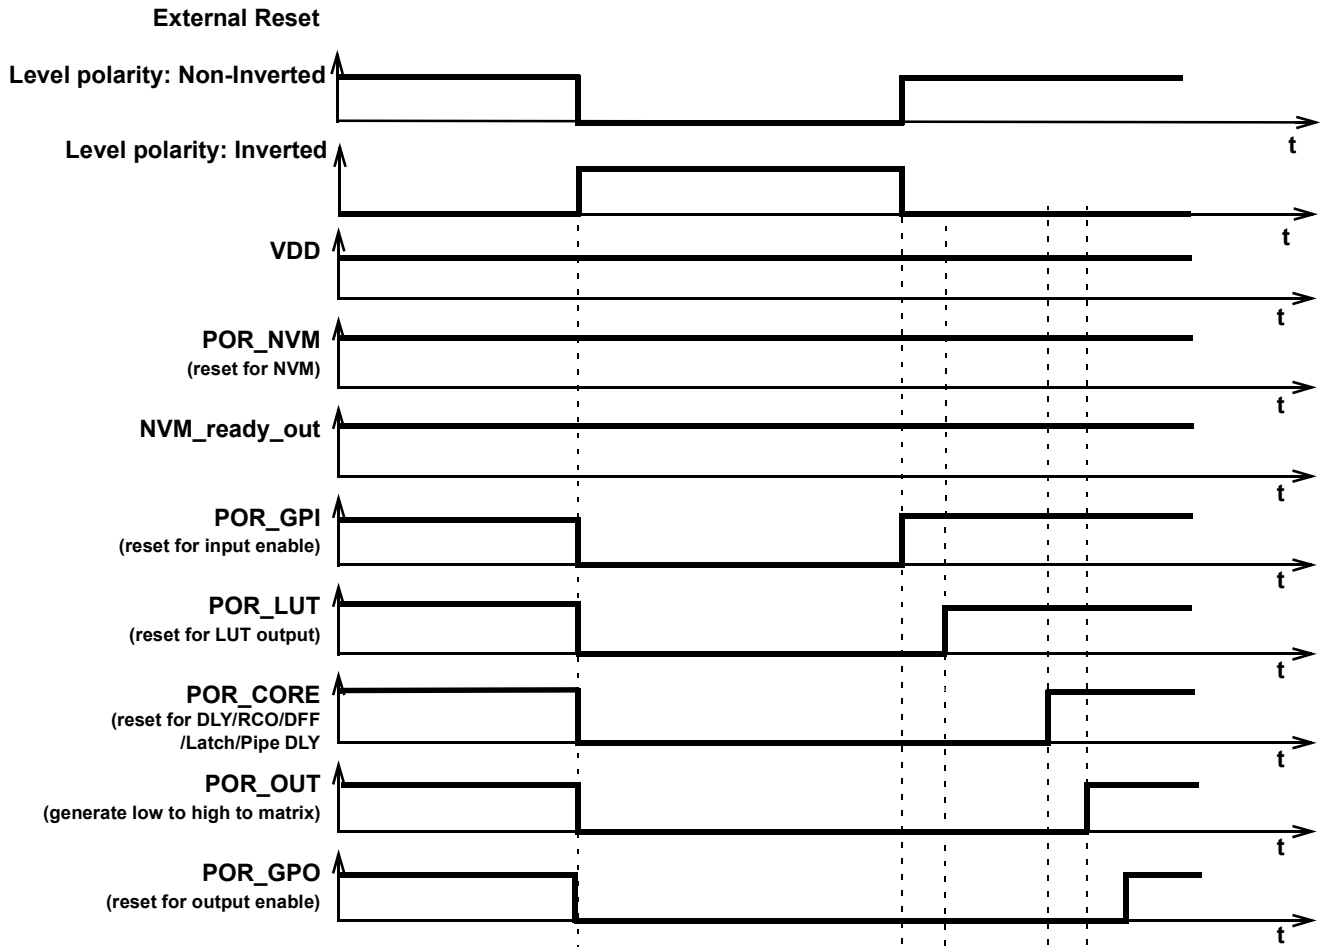 External Reset
Level polarity: Non-Inverted
t
Level polarity: Inverted
t
VDD
t
POR_NVM
(reset for NVM)
t
NVM_ready_out
t
POR_GPI
(reset for input enable)
t
POR_LUT
(reset for LUT output)
t
POR_CORE
(reset for DLY/RCO/DFF
/Latch/Pipe DLY
t
POR_OUT
(generate low to high to matrix)
t
POR_GPO
(reset for output enable)
t